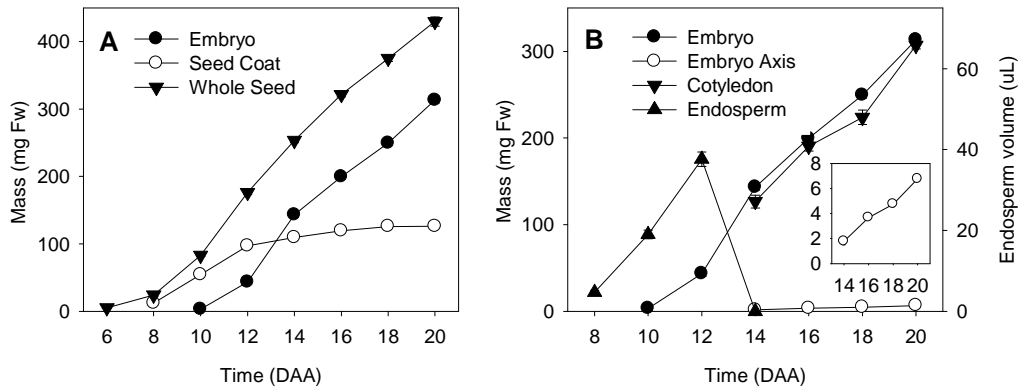 A
Embryo
Seed Coat
Whole Seed
Mass (mg Fw)
400
300
200
100
0
6 8 10 12 14 16 18 20
Time (DAA)
B
Embryo
Embryo Axis
Cotyledon
Endosperm
Mass (mg Fw)
300
200
100
0
8 10 12 14 16 18 20
Time (DAA)
Endosperm volume (uL)
60
40
20
0
8
6
4
2
0
14 16 18 20